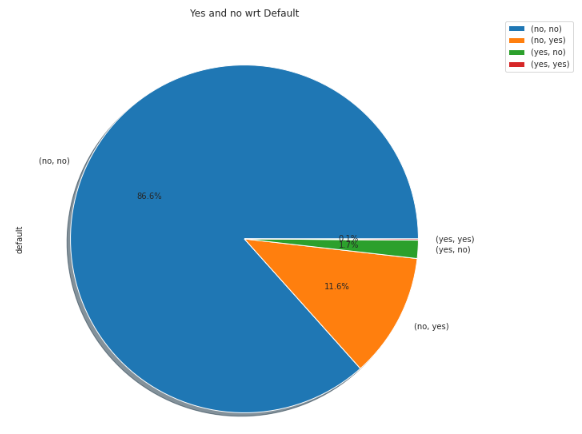 Yes and no wrt Default
(no, no)
(no, yes)
(yes, no)
(yes, yes)
(no, no)
86.6%
default
0.1%
(yes, yes)
1.7%
(yes, no)
11.6%
(no, yes)